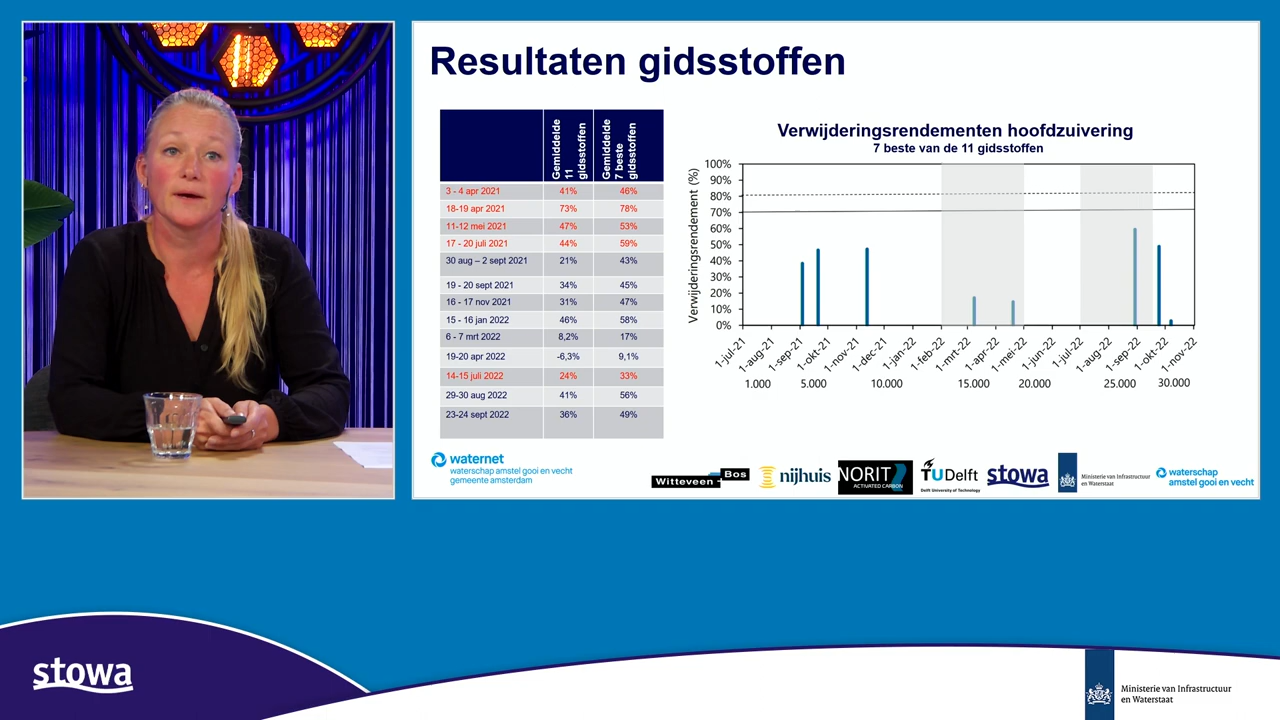 Resultaten gidsstoffen
Gemiddelde 11 gidsstoffen
Gemiddelde 7 beste gidsstoffen
3 - 4 apr 2021 41% 46%
18-19 apr 2021 73% 78%
11-12 mei 2021 47% 53%
17 - 20 juli 2021 44% 59%
30 aug – 2 sept 2021 21% 43%
19 - 20 sept 2021 34% 45%
16 - 17 nov 2021 31% 47%
15 - 16 jan 2022 46% 58%
6 - 7 mrt 2022 8,2% 17%
19-20 apr 2022 -6,3% 9,1%
14-15 juli 2022 24% 33%
29-30 aug 2022 41% 56%
23-24 sept 2022 36% 49%
Verwijderingsrendementen hoofdzuivering
7 beste van de 11 gidsstoffen
Verwijderingsrendement (%)
100%
90%
80%
70%
60%
50%
40%
30%
20%
10%
0%
1-jul-21 1-aug-21 1-sep-21 1-okt-21 1-nov-21 1-dec-21 1-jan-22 1-feb-22 1-mrt-22 1-apr-22 1-mei-22 1-jun-22 1-jul-22 1-aug-22 1-sep-22 1-okt-22 1-nov-22
1.000 5.000 10.000 15.000 20.000 25.000 30.000
waternet
waterschap amstel gooi en vecht
gemeente amsterdam
Witteveen + Bos
nijhuis
NORIT
ACTIVATED CARBON
TUDelft
Delft University of Technology
stowa
Ministerie van Infrastructuur
en Waterstaat
waterschap
amstel gooi en vecht
stowa
Ministerie van Infrastructuur
en Waterstaat